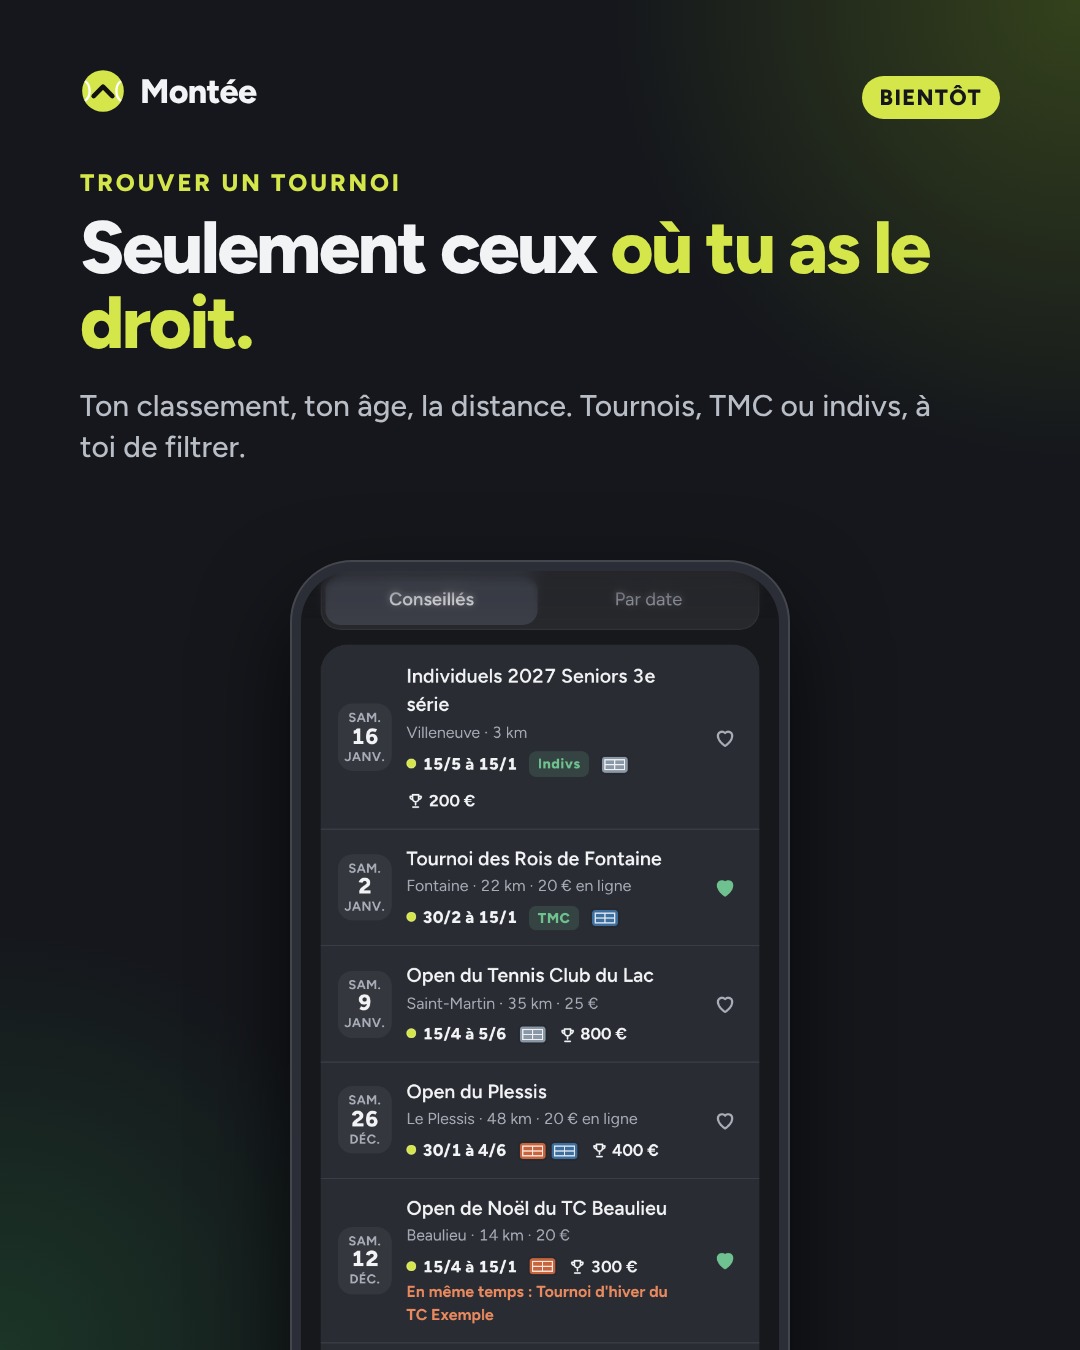 Montée
BIENTÔT
TROUVER UN TOURNOI
Seulement ceux où tu as le
droit.
Ton classement, ton âge, la distance. Tournois, TMC ou indivs, à
toi de filtrer.
Conseillés
Par date
SAM.
16
JANV.
Individuels 2027 Seniors 3e
série
Villeneuve · 3 km
15/5 à 15/1 Indivs
200 €
SAM.
2
JANV.
Tournoi des Rois de Fontaine
Fontaine · 22 km · 20 € en ligne
30/2 à 15/1 TMC
SAM.
9
JANV.
Open du Tennis Club du Lac
Saint-Martin · 35 km · 25 €
15/4 à 5/6 800 €
SAM.
26
DÉC.
Open du Plessis
Le Plessis · 48 km · 20 € en ligne
30/1 à 4/6 400 €
SAM.
12
DÉC.
Open de Noël du TC Beaulieu
Beaulieu · 14 km · 20 €
15/4 à 15/1 300 €
En même temps : Tournoi d'hiver du
TC Exemple